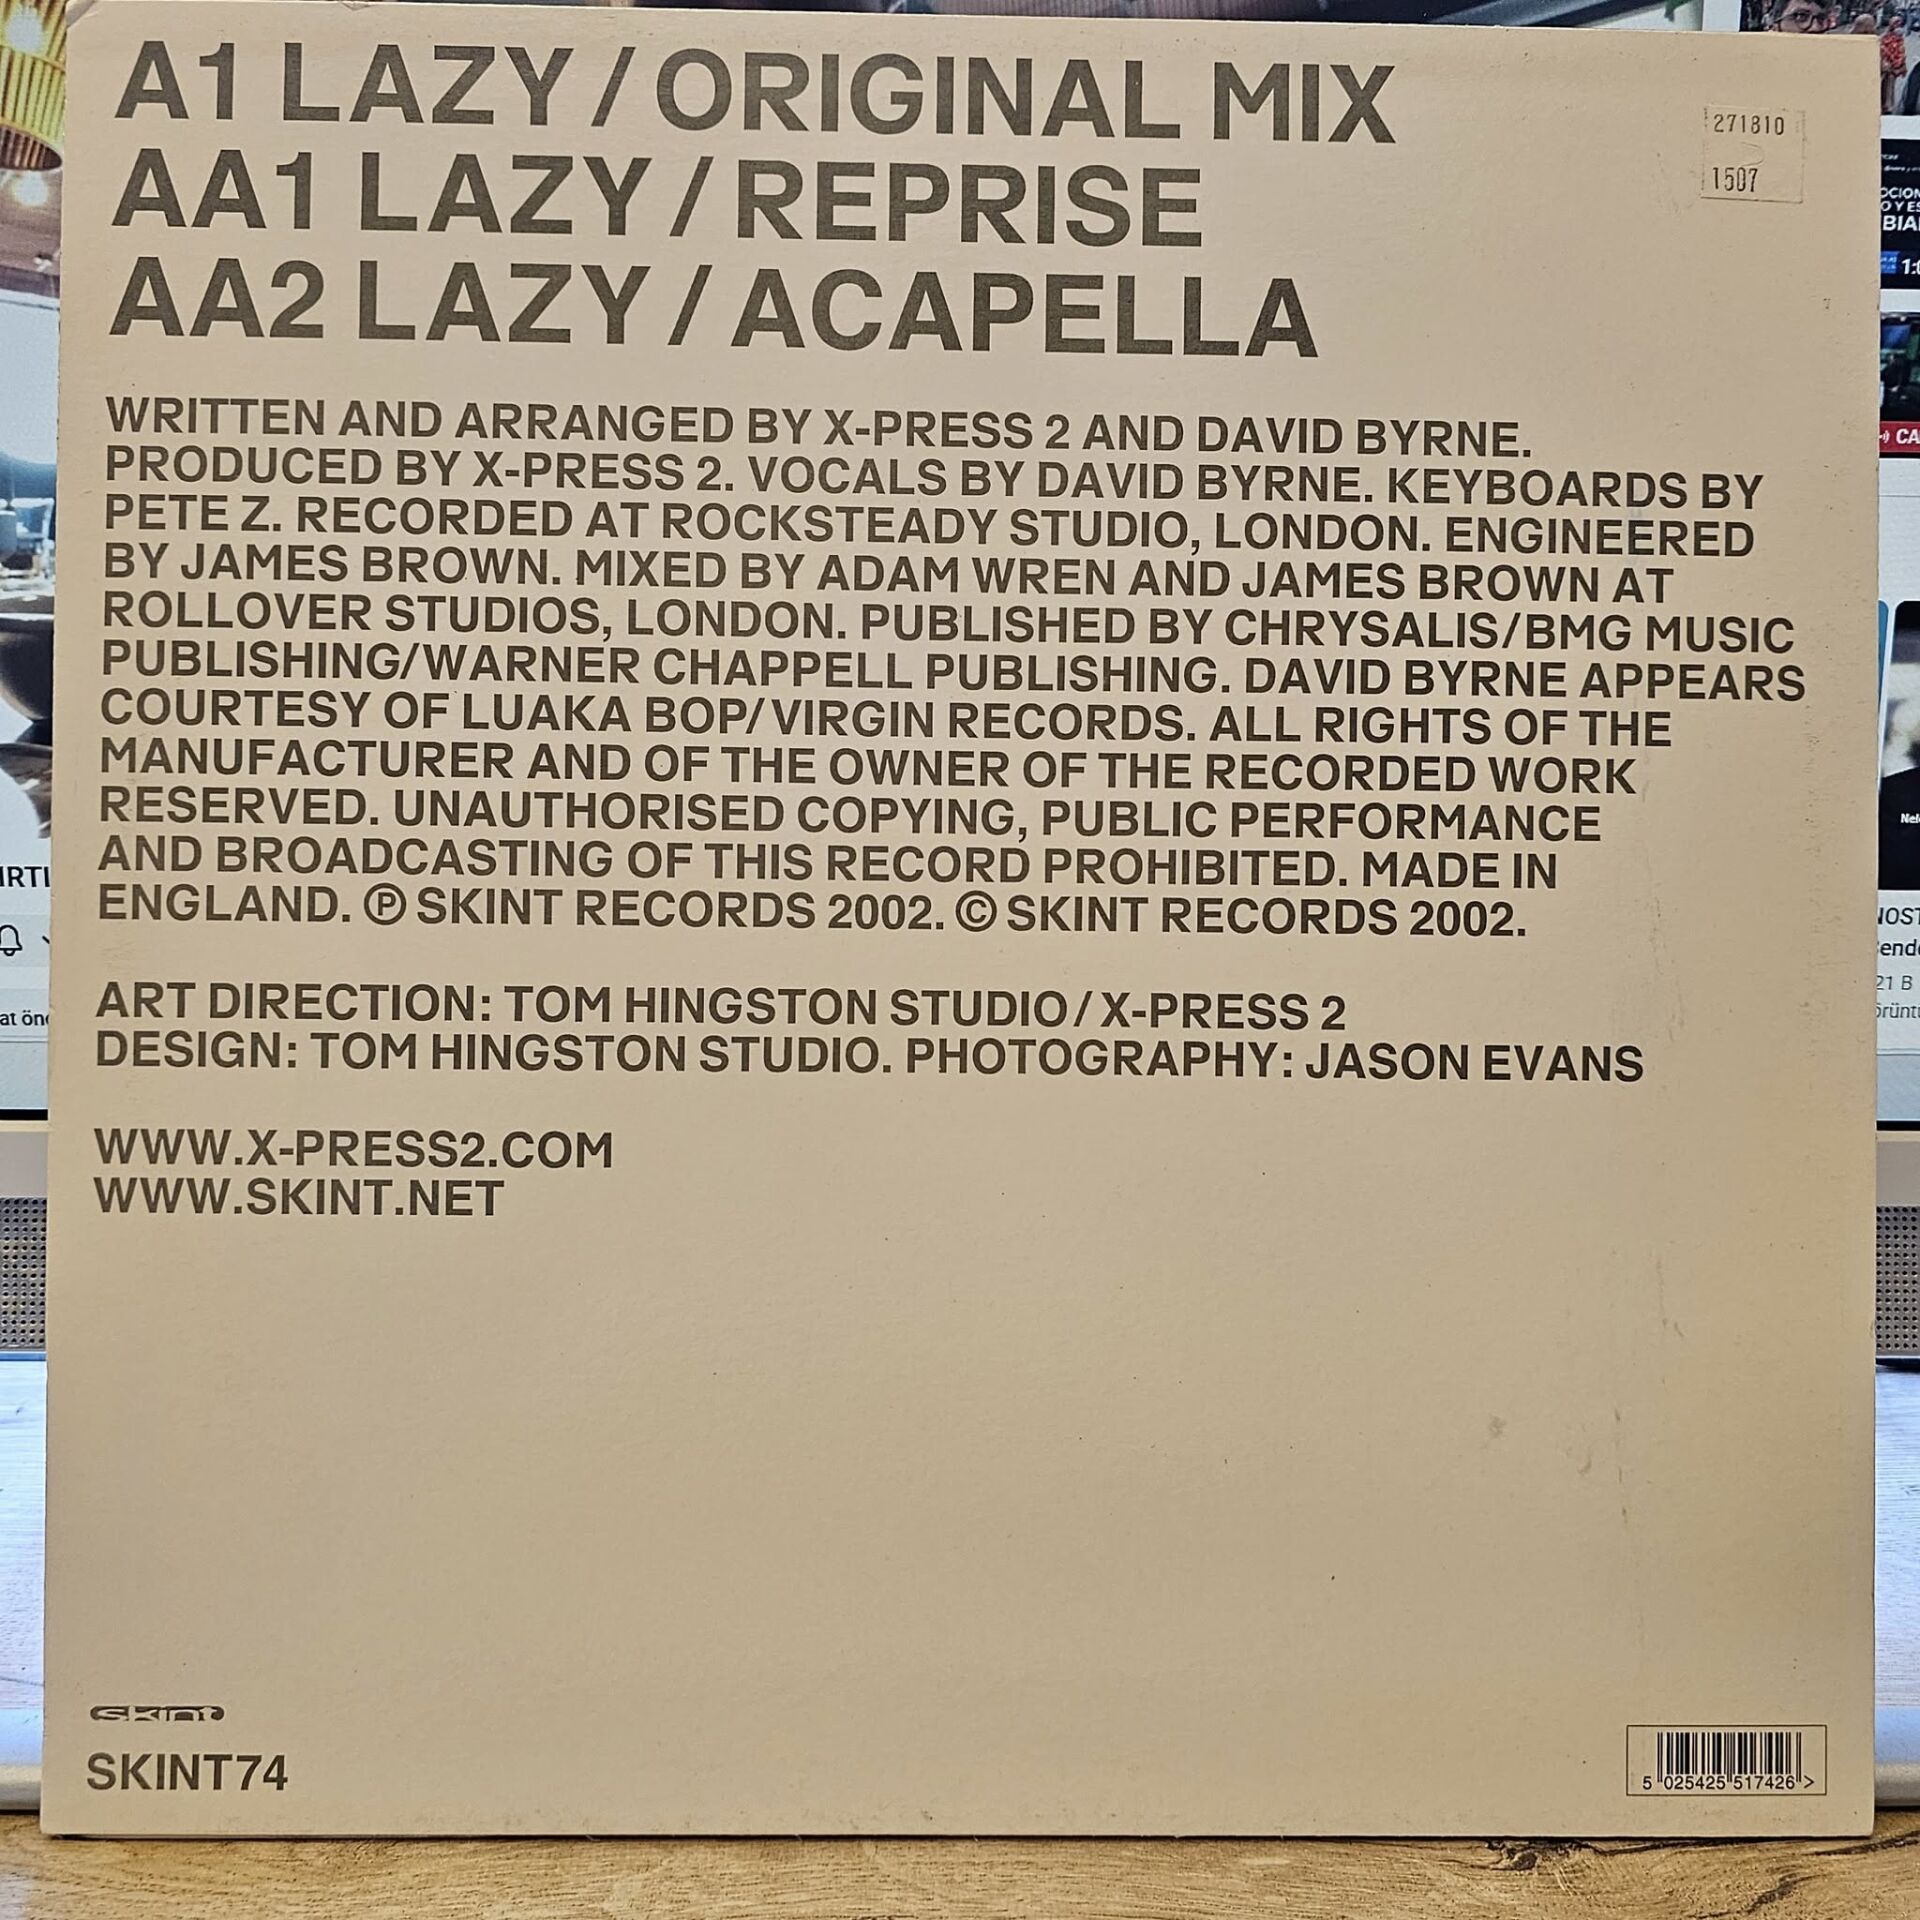 A1 LAZY / ORIGINAL MIX
AA1 LAZY / REPRISE
AA2 LAZY / ACAPELLA
271810
1507
WRITTEN AND ARRANGED BY X-PRESS 2 AND DAVID BYRNE.
PRODUCED BY X-PRESS 2. VOCALS BY DAVID BYRNE. KEYBOARDS BY
PETE Z. RECORDED AT ROCKSTEADY STUDIO, LONDON. ENGINEERED
BY JAMES BROWN. MIXED BY ADAM WREN AND JAMES BROWN AT
ROLLOVER STUDIOS, LONDON. PUBLISHED BY CHRYSALIS/BMG MUSIC
PUBLISHING/WARNER CHAPPELL PUBLISHING. DAVID BYRNE APPEARS
COURTESY OF LUAKA BOP/VIRGIN RECORDS. ALL RIGHTS OF THE
MANUFACTURER AND OF THE OWNER OF THE RECORDED WORK
RESERVED. UNAUTHORISED COPYING, PUBLIC PERFORMANCE
AND BROADCASTING OF THIS RECORD PROHIBITED. MADE IN
ENGLAND. ℗ SKINT RECORDS 2002. © SKINT RECORDS 2002.
ART DIRECTION: TOM HINGSTON STUDIO / X-PRESS 2
DESIGN: TOM HINGSTON STUDIO. PHOTOGRAPHY: JASON EVANS
WWW.X-PRESS2.COM
WWW.SKINT.NET
skint
SKINT74
5 025425 517426 >